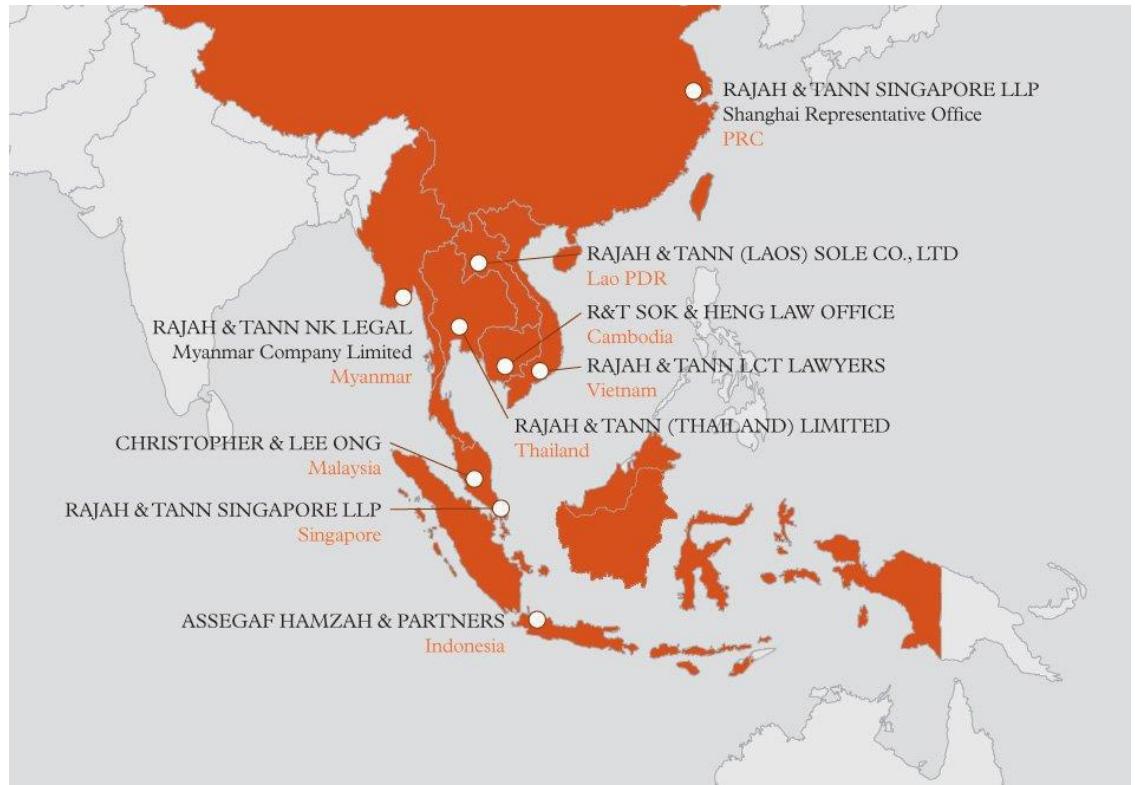 RAJAH & TANN SINGAPORE LLP
Shanghai Representative Office
PRC
RAJAH & TANN (LAOS) SOLE CO., LTD
Lao PDR
R&T SOK & HENG LAW OFFICE
Cambodia
RAJAH & TANN NK LEGAL
Myanmar Company Limited
Myanmar
RAJAH & TANN LCT LAWYERS
Vietnam
RAJAH & TANN (THAILAND) LIMITED
Thailand
CHRISTOPHER & LEE ONG
Malaysia
RAJAH & TANN SINGAPORE LLP
Singapore
ASSEGAF HAMZAH & PARTNERS
Indonesia